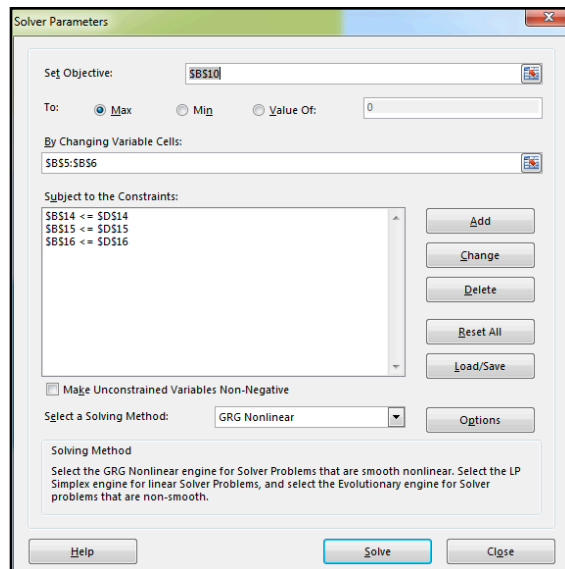 Solver Parameters
Set Objective:
$B$10
To:
Max
Min
Value Of:
0
By Changing Variable Cells:
$B$5:$B$6
Subject to the Constraints:
$B$14 <= $D$14
$B$15 <= $D$15
$B$16 <= $D$16
Add
Change
Delete
Reset All
Load/Save
Make Unconstrained Variables Non-Negative
Select a Solving Method:
GRG Nonlinear
Options
Solving Method
Select the GRG Nonlinear engine for Solver Problems that are smooth nonlinear. Select the LP
Simplex engine for linear Solver Problems, and select the Evolutionary engine for Solver
problems that are non-smooth.
Help
Solve
Close